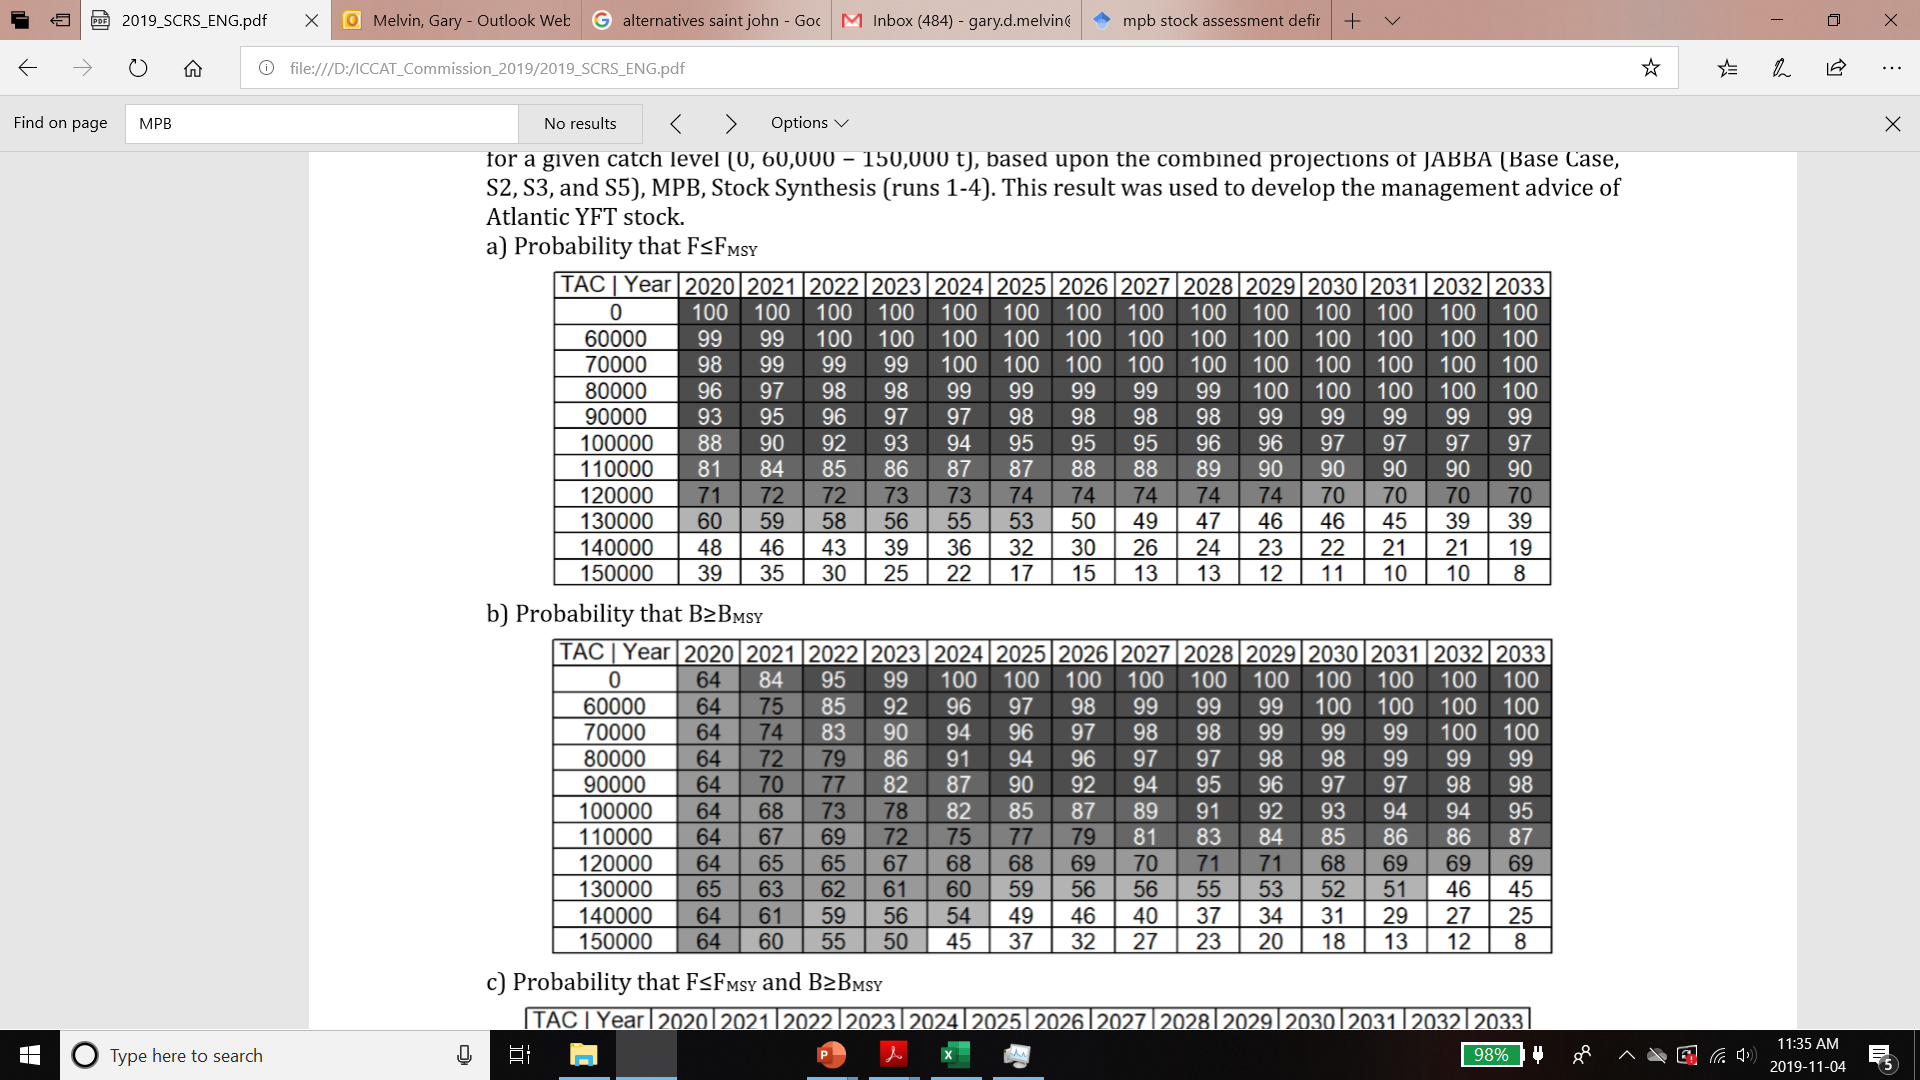 2019_SCRS_ENG.pdf
Melvin, Gary - Outlook Web
alternatives saint john - Goo
Inbox (484) - gary.d.melvin@
mpb stock assessment defin
file:///D:/ICCAT_Commission_2019/2019_SCRS_ENG.pdf
Find on page
MPB
No results
Options
for a given catch level (0, 60,000 – 150,000 t), based upon the combined projections of JABBA (Base Case,
S2, S3, and S5), MPB, Stock Synthesis (runs 1-4). This result was used to develop the management advice of
Atlantic YFT stock.
a) Probability that F≤FMSY
TAC | Year 2020 2021 2022 2023 2024 2025 2026 2027 2028 2029 2030 2031 2032 2033
0 100 100 100 100 100 100 100 100 100 100 100 100 100 100
60000 99 99 100 100 100 100 100 100 100 100 100 100 100 100
70000 98 99 99 99 100 100 100 100 100 100 100 100 100 100
80000 96 97 98 98 99 99 99 99 99 100 100 100 100 100
90000 93 95 96 97 97 98 98 98 98 99 99 99 99 99
100000 88 90 92 93 94 95 95 95 96 96 97 97 97 97
110000 81 84 85 86 87 87 88 88 89 90 90 90 90 90
120000 71 72 72 73 73 74 74 74 74 74 70 70 70 70
130000 60 59 58 56 55 53 50 49 47 46 46 45 39 39
140000 48 46 43 39 36 32 30 26 24 23 22 21 21 19
150000 39 35 30 25 22 17 15 13 13 12 11 10 10 8
b) Probability that B≥BMSY
TAC | Year 2020 2021 2022 2023 2024 2025 2026 2027 2028 2029 2030 2031 2032 2033
0 64 84 95 99 100 100 100 100 100 100 100 100 100 100
60000 64 75 85 92 96 97 98 99 99 99 100 100 100 100
70000 64 74 83 90 94 96 97 98 98 99 99 99 100 100
80000 64 72 79 86 91 94 96 97 97 98 98 99 99 99
90000 64 70 77 82 87 90 92 94 95 96 97 97 98 98
100000 64 68 73 78 82 85 87 89 91 92 93 94 94 95
110000 64 67 69 72 75 77 79 81 83 84 85 86 86 87
120000 64 65 65 67 68 68 69 70 71 71 68 69 69 69
130000 65 63 62 61 60 59 56 56 55 53 52 51 46 45
140000 64 61 59 56 54 49 46 40 37 34 31 29 27 25
150000 64 60 55 50 45 37 32 27 23 20 18 13 12 8
c) Probability that F≤FMSY and B≥BMSY
TAC | Year 2020 2021 2022 2023 2024 2025 2026 2027 2028 2029 2030 2031 2032 2033
Type here to search
98%
11:35 AM
2019-11-04
5